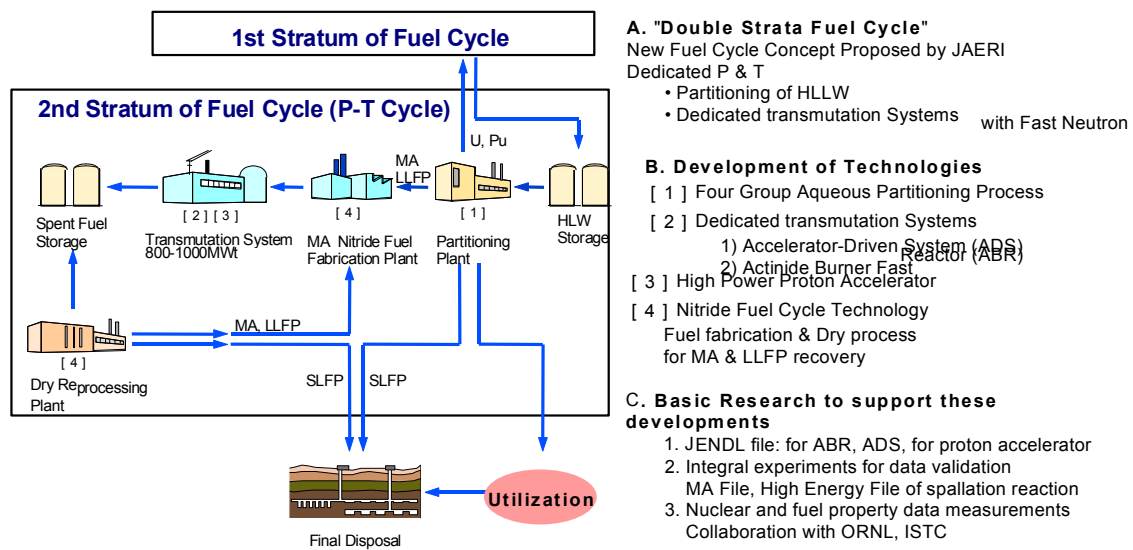 1st Stratum of Fuel Cycle
2nd Stratum of Fuel Cycle (P-T Cycle)
U, Pu
MA
LLFP
[ 2 ] [ 3 ]
[ 4 ]
[ 1 ]
Spent Fuel
Storage
Transmutation System
800-1000MWt
MA Nitride Fuel
Fabrication Plant
Partitioning
Plant
HLW
Storage
MA, LLFP
[ 4 ]
Dry Reprocessing
Plant
SLFP
SLFP
Utilization
Final Disposal
A. "Double Strata Fuel Cycle"
New Fuel Cycle Concept Proposed by JAERI
Dedicated P & T
• Partitioning of HLLW
• Dedicated transmutation Systems
with Fast Neutron
B. Development of Technologies
[ 1 ] Four Group Aqueous Partitioning Process
[ 2 ] Dedicated transmutation Systems
1) Accelerator-Driven System (ADS)
Reactor (ABR)
2) Actinide Burner Fast
[ 3 ] High Power Proton Accelerator
[ 4 ] Nitride Fuel Cycle Technology
Fuel fabrication & Dry process
for MA & LLFP recovery
C. Basic Research to support these
developments
1. JENDL file: for ABR, ADS, for proton accelerator
2. Integral experiments for data validation
MA File, High Energy File of spallation reaction
3. Nuclear and fuel property data measurements
Collaboration with ORNL, ISTC